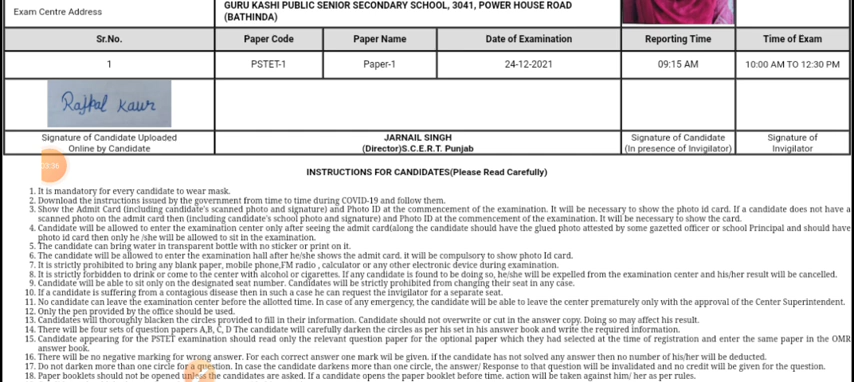 GURU KASHI PUBLIC SENIOR SECONDARY SCHOOL, 3041, POWER HOUSE ROAD
Exam Centre Address
(BATHINDA)
Sr.No. Paper Code Paper Name Date of Examination Reporting Time Time of Exam
1 PSTET-1 Paper-1 24-12-2021 09:15 AM 10:00 AM TO 12:30 PM
Rajpal Kaur
Signature of Candidate Uploaded JARNAIL SINGH Signature of Candidate Signature of
Online by Candidate (Director)S.C.E.R.T. Punjab (In presence of Invigilator) Invigilator
03:36
INSTRUCTIONS FOR CANDIDATES(Please Read Carefully)
1. It is mandatory for every candidate to wear mask.
2. Download the instructions issued by the government from time to time during COVID-19 and follow them.
3. Show the Admit Card (including candidate's scanned photo and signature) and Photo ID at the commencement of the examination. It will be necessary to show the photo id card. If a candidate does not have a
scanned photo on the admit card then (including candidate's school photo and signature) and Photo ID at the commencement of the examination. It will be necessary to show the card.
4. Candidate will be allowed to enter the examination center only after seeing the admit card(along the candidate should have the glued photo attested by some gazetted officer or school Principal and should have
photo id card then only he /she will be allowed to sit in the examination.
5. The candidate can bring water in transparent bottle with no sticker or print on it.
6. The candidate will be allowed to enter the examination hall after he/she shows the admit card. it will be compulsory to show Photo Id card.
7. It is strictly prohibited to bring any blank paper, mobile phone,FM radio , calculator or any other electronic device during examination.
8. It is strictly forbidden to drink or come to the center with alcohol or cigarettes. If any candidate is found to be doing so, he/she will be expelled from the examination center and his/her result will be cancelled.
9. Candidate will be able to sit only on the designated seat number. Candidates will be strictly prohibited from changing their seat in any case.
10. If a candidate is suffering from a contagious disease then in such a case he can request the invigilator for a separate seat.
11. No candidate can leave the examination center before the allotted time. In case of any emergency, the candidate will be able to leave the center prematurely only with the approval of the Center Superintendent.
12. Only the pen provided by the office should be used.
13. Candidates will thoroughly blacken the circles provided to fill in their information. Candidate should not overwrite or cut in the answer copy. Doing so may affect his result.
14. There will be four sets of question papers A,B, C, D The candidate will carefully darken the circles as per his set in his answer book and write the required information.
15. Candidate appearing for the PSTET examination should read only the relevant question paper for the optional paper which they had selected at the time of registration and enter the same paper in the OMR
answer book.
16. There will be no negative marking for wrong answer. For each correct answer one mark wil be given. if the candidate has not solved any answer then no number of his/her will be deducted.
17. Do not darken more than one circle for a question. In case the candidate darkens more than one circle, the answer/ Response to that question will be invalidated and no credit will be given for the question.
18. Paper booklets should not be opened unless the candidates are asked. If a candidate opens the paper booklet before time. action will be taken against him/ her as per rules.